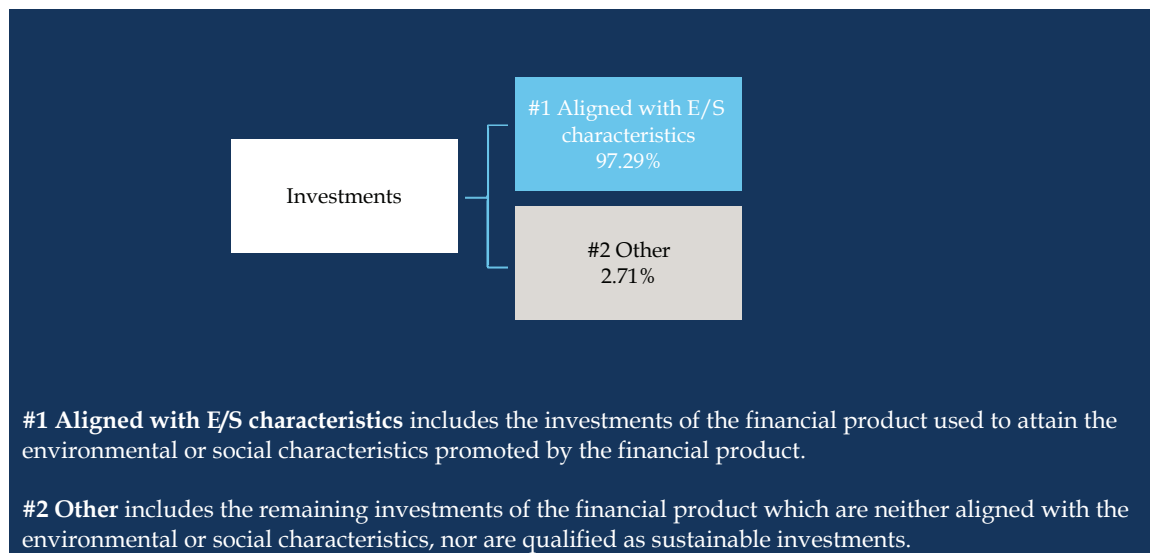 #1 Aligned with E/S
characteristics
97.29%
Investments
#2 Other
2.71%
#1 Aligned with E/S characteristics includes the investments of the financial product used to attain the
environmental or social characteristics promoted by the financial product.
#2 Other includes the remaining investments of the financial product which are neither aligned with the
environmental or social characteristics, nor are qualified as sustainable investments.